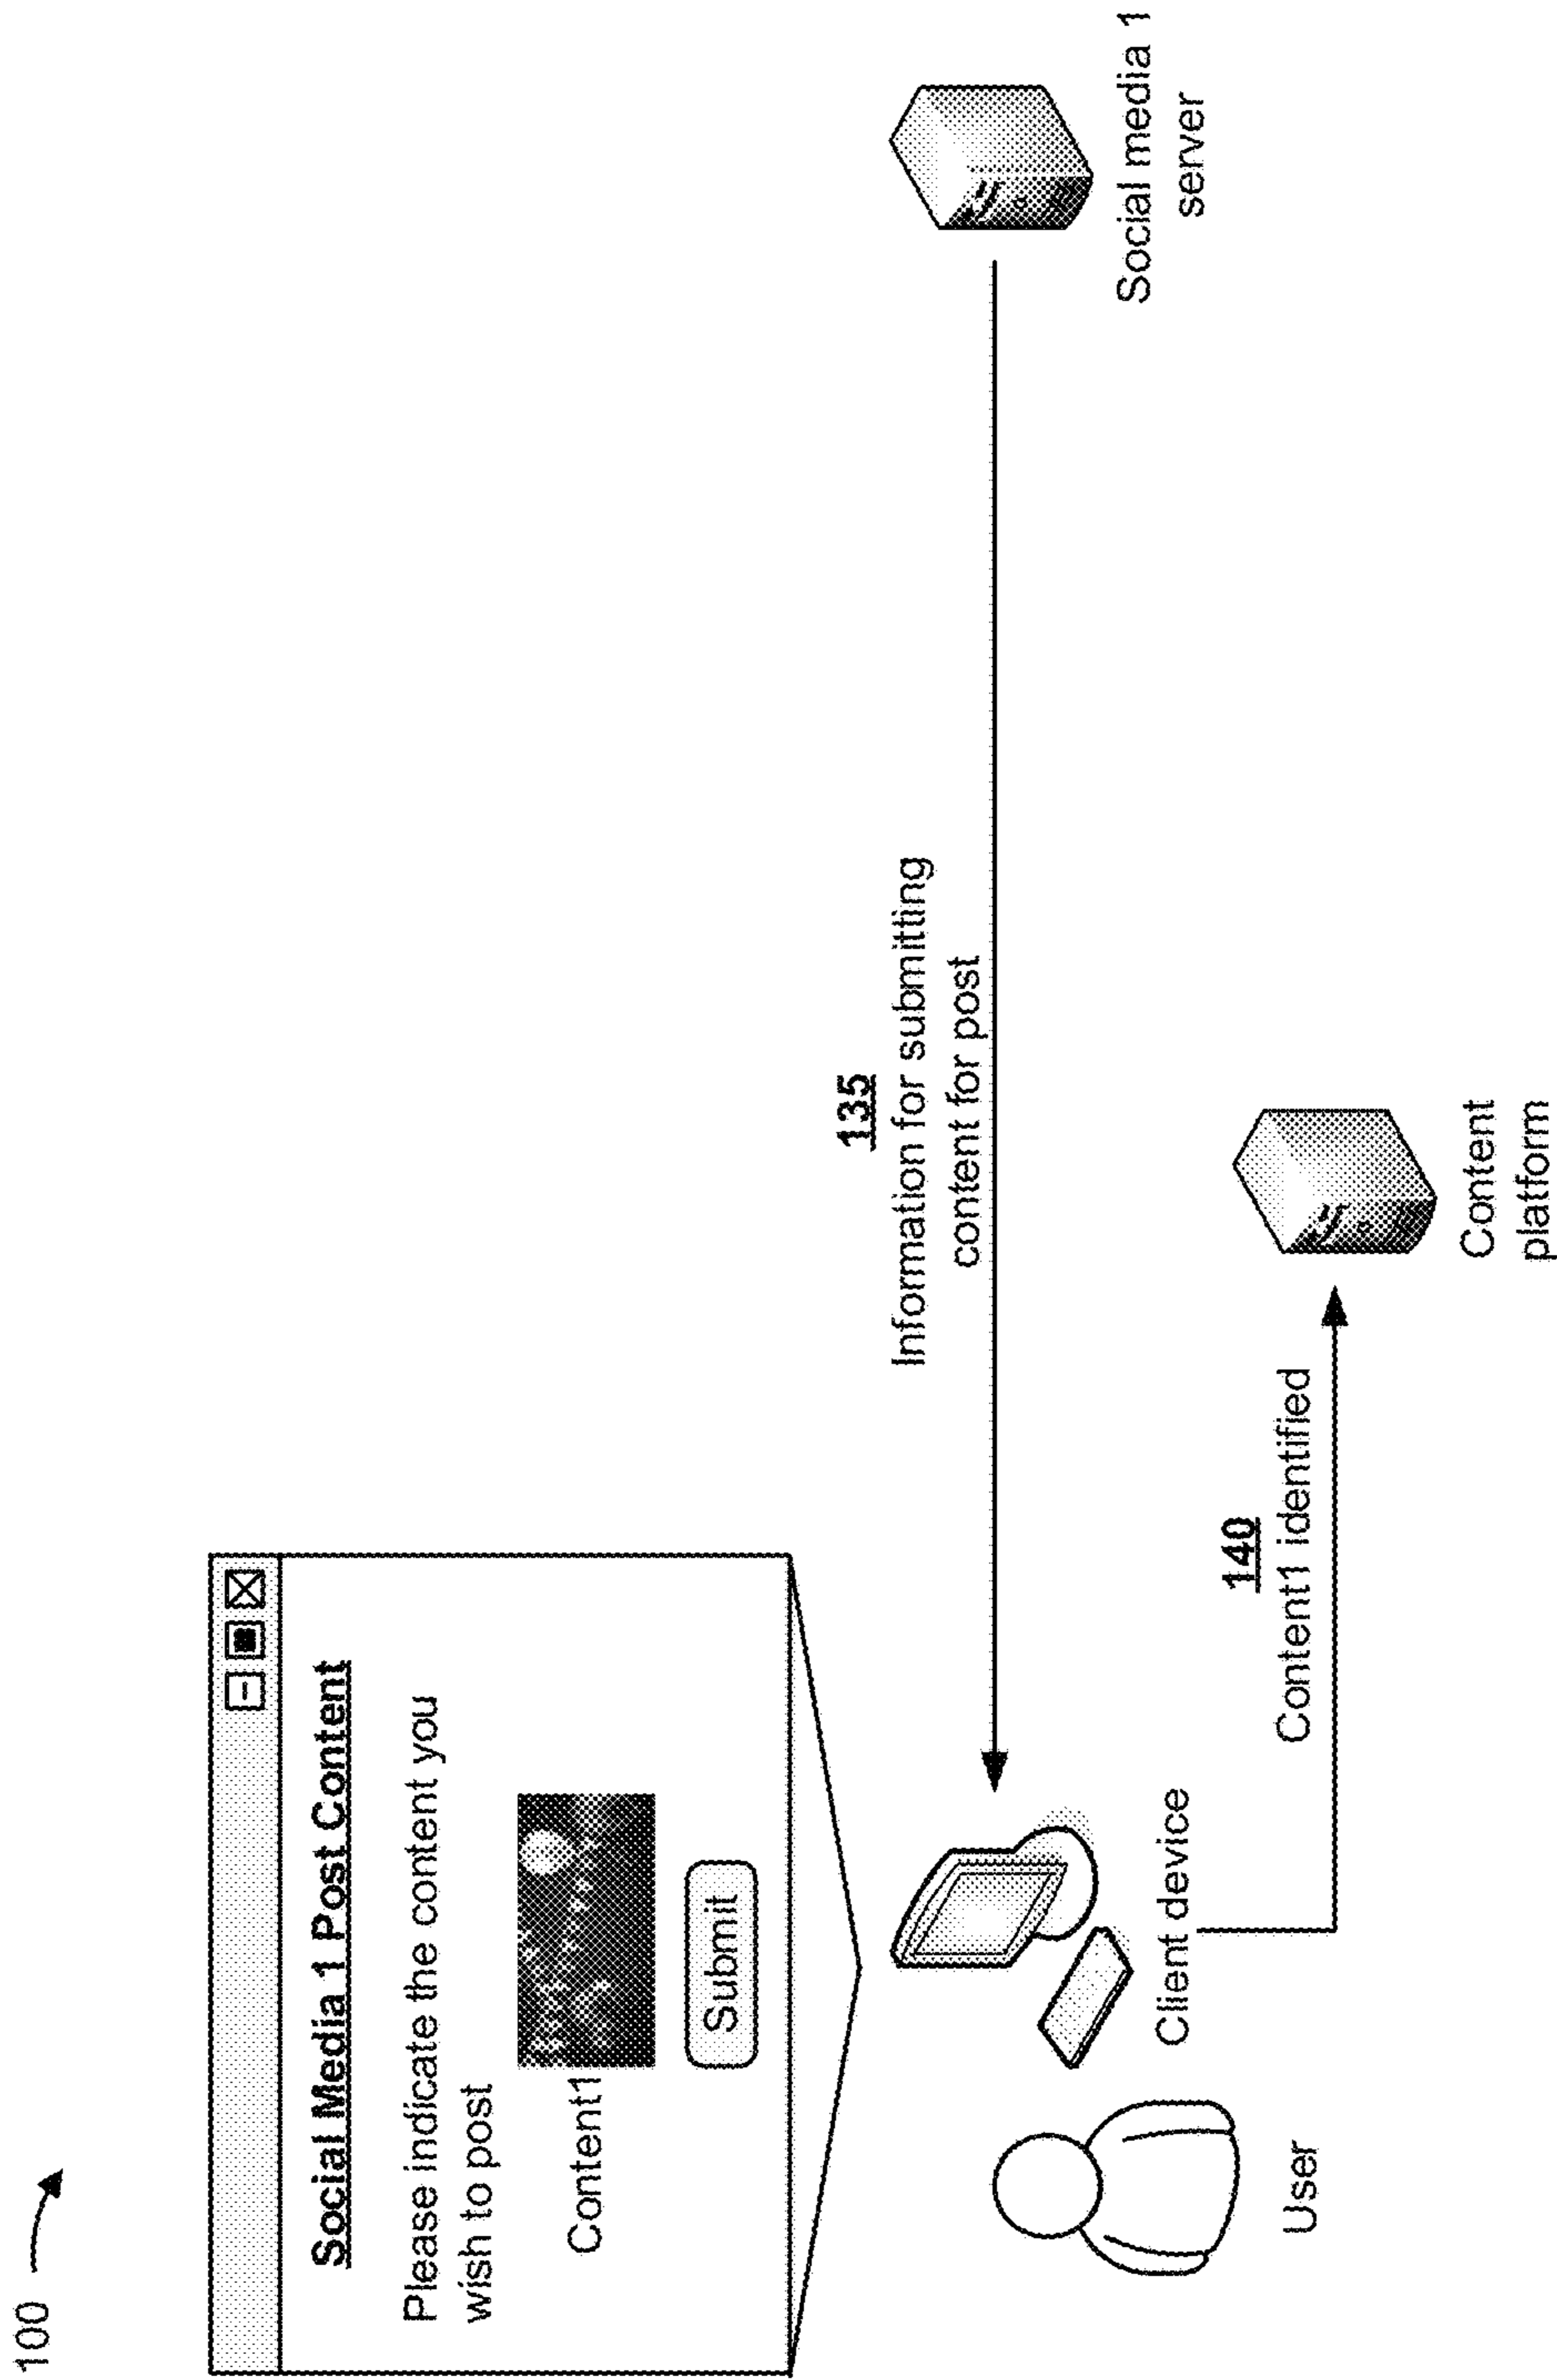 100
Social Media 1 Post Content
Please indicate the content you
wish to post
Content1
Submit
135
Information for submitting
content for post
User
Client device
140
Content1 identified
Content
platform
Social media 1
server